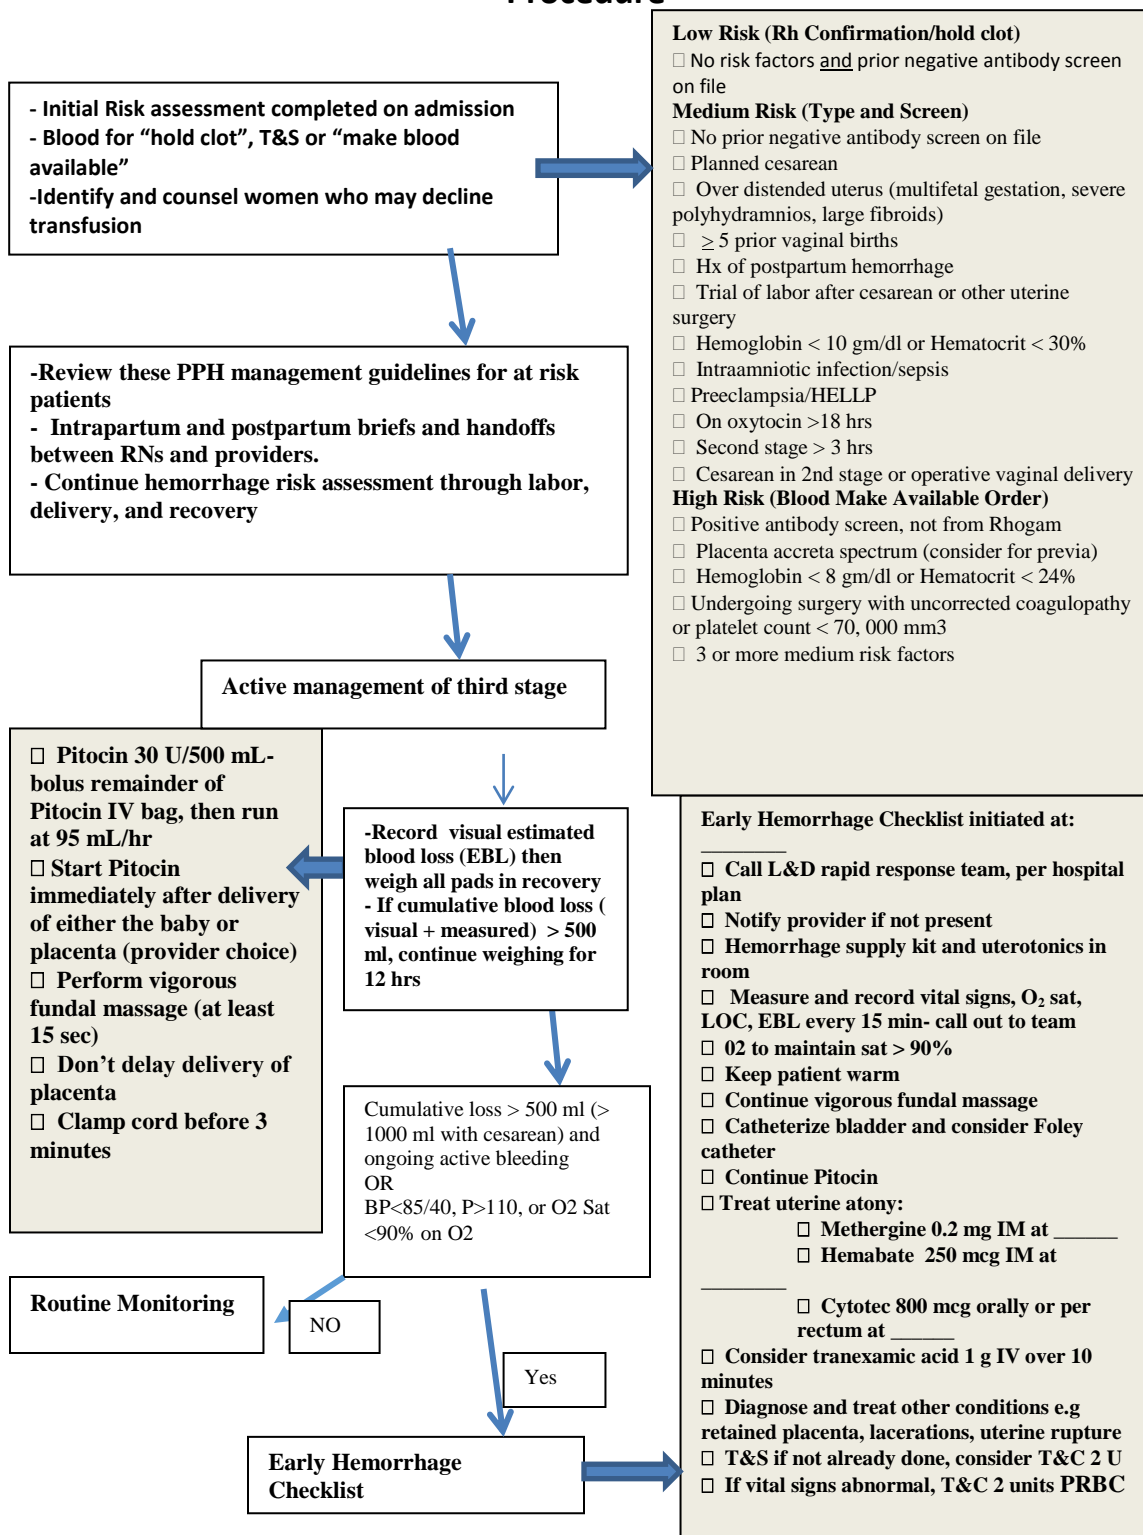 Procedure
- Initial Risk assessment completed on admission
- Blood for “hold clot”, T&S or “make blood
available”
-Identify and counsel women who may decline
transfusion
Low Risk (Rh Confirmation/hold clot)
□ No risk factors and prior negative antibody screen
on file
Medium Risk (Type and Screen)
□ No prior negative antibody screen on file
□ Planned cesarean
□ Over distended uterus (multifetal gestation, severe
polyhydramnios, large fibroids)
□ ≥ 5 prior vaginal births
□ Hx of postpartum hemorrhage
□ Trial of labor after cesarean or other uterine
surgery
□ Hemoglobin < 10 gm/dl or Hematocrit < 30%
□ Intraamniotic infection/sepsis
□ Preeclampsia/HELLP
□ On oxytocin >18 hrs
□ Second stage > 3 hrs
□ Cesarean in 2nd stage or operative vaginal delivery
High Risk (Blood Make Available Order)
□ Positive antibody screen, not from Rhogam
□ Placenta accreta spectrum (consider for previa)
□ Hemoglobin < 8 gm/dl or Hematocrit < 24%
□ Undergoing surgery with uncorrected coagulopathy
or platelet count < 70, 000 mm3
□ 3 or more medium risk factors
-Review these PPH management guidelines for at risk
patients
- Intrapartum and postpartum briefs and handoffs
between RNs and providers.
- Continue hemorrhage risk assessment through labor,
delivery, and recovery
Active management of third stage
□ Pitocin 30 U/500 mL-
bolus remainder of
Pitocin IV bag, then run
at 95 mL/hr
□ Start Pitocin
immediately after delivery
of either the baby or
placenta (provider choice)
□ Perform vigorous
fundal massage (at least
15 sec)
□ Don’t delay delivery of
placenta
□ Clamp cord before 3
minutes
-Record visual estimated
blood loss (EBL) then
weigh all pads in recovery
- If cumulative blood loss (
visual + measured) > 500
ml, continue weighing for
12 hrs
Cumulative loss > 500 ml (>
1000 ml with cesarean) and
ongoing active bleeding
OR
BP<85/40, P>110, or O2 Sat
<90% on O2
Routine Monitoring
NO
Yes
Early Hemorrhage
Checklist
Early Hemorrhage Checklist initiated at:
________
□ Call L&D rapid response team, per hospital
plan
□ Notify provider if not present
□ Hemorrhage supply kit and uterotonics in
room
□ Measure and record vital signs, O₂ sat,
LOC, EBL every 15 min- call out to team
□ 02 to maintain sat > 90%
□ Keep patient warm
□ Continue vigorous fundal massage
□ Catheterize bladder and consider Foley
catheter
□ Continue Pitocin
□ Treat uterine atony:
□ Methergine 0.2 mg IM at ______
□ Hemabate 250 mcg IM at
________
□ Cytotec 800 mcg orally or per
rectum at ______
□ Consider tranexamic acid 1 g IV over 10
minutes
□ Diagnose and treat other conditions e.g
retained placenta, lacerations, uterine rupture
□ T&S if not already done, consider T&C 2 U
□ If vital signs abnormal, T&C 2 units PRBC